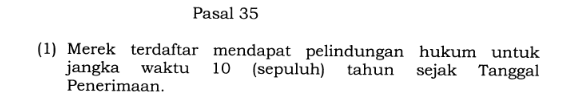 Pasal 35
(1) Merek terdaftar mendapat pelindungan hukum untuk
jangka waktu 10 (sepuluh) tahun sejak Tanggal
Penerimaan.